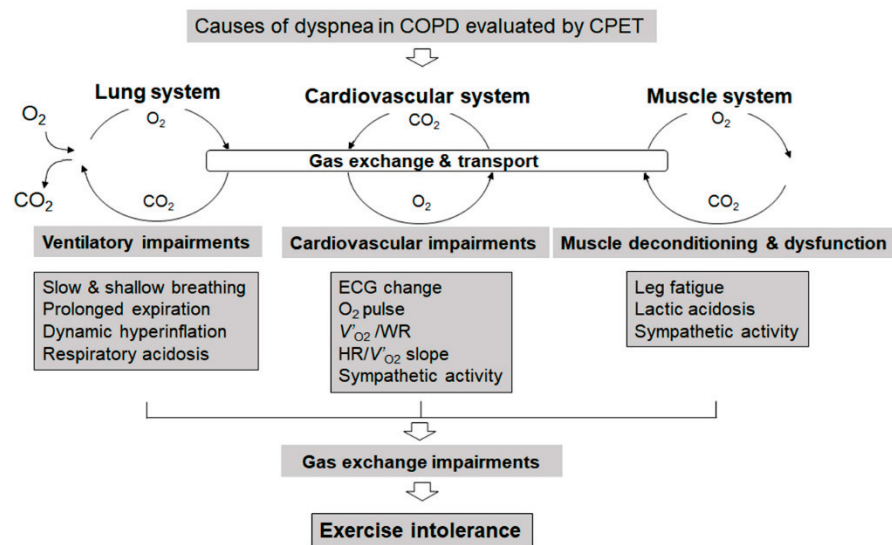 Causes of dyspnea in COPD evaluated by CPET
Lung system
Cardiovascular system
Muscle system
O₂
O₂
CO₂
O₂
Gas exchange & transport
CO₂
CO₂
O₂
CO₂
Ventilatory impairments
Cardiovascular impairments
Muscle deconditioning & dysfunction
Slow & shallow breathing
Prolonged expiration
Dynamic hyperinflation
Respiratory acidosis
ECG change
O₂ pulse
V'O₂ /WR
HR/V'O₂ slope
Sympathetic activity
Leg fatigue
Lactic acidosis
Sympathetic activity
Gas exchange impairments
Exercise intolerance